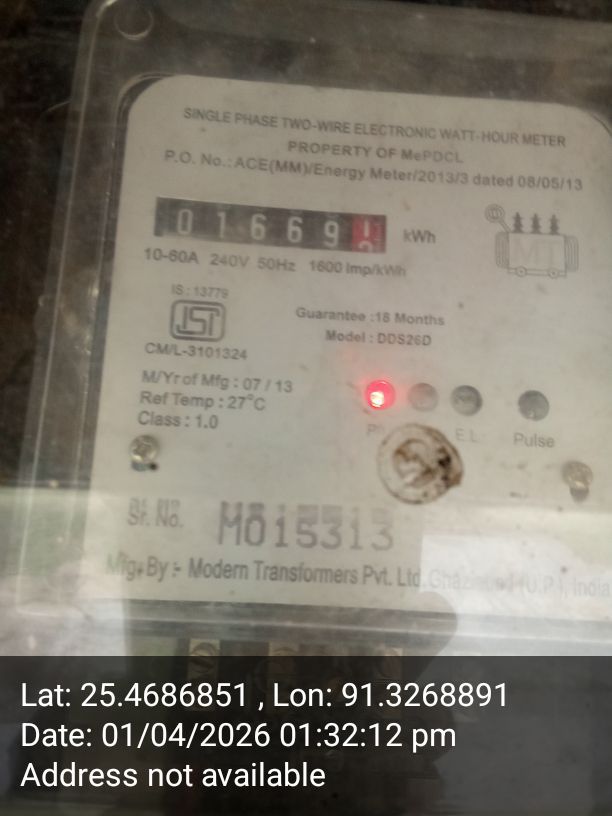 SINGLE PHASE TWO-WIRE ELECTRONIC WATT-HOUR METER
PROPERTY OF MePDCL
P.O. No.:ACE(MM)/Energy Meter/2013/3 dated 08/05/13
01669 kWh
10-60A 240V 50Hz 1600 Imp/kWh
MT
IS : 13779
ISI
CM/L-3101324
Guarantee :18 Months
Model : DDS26D
M/Yr of Mfg : 07 / 13
Ref Temp : 27°C
Class : 1.0
E.L. Pulse
Sr. No. M015313
Mfg. By :- Modern Transformers Pvt. Ltd. Ghaziabad (U.P.), India
Lat: 25.4686851 , Lon: 91.3268891
Date: 01/04/2026 01:32:12 pm
Address not available